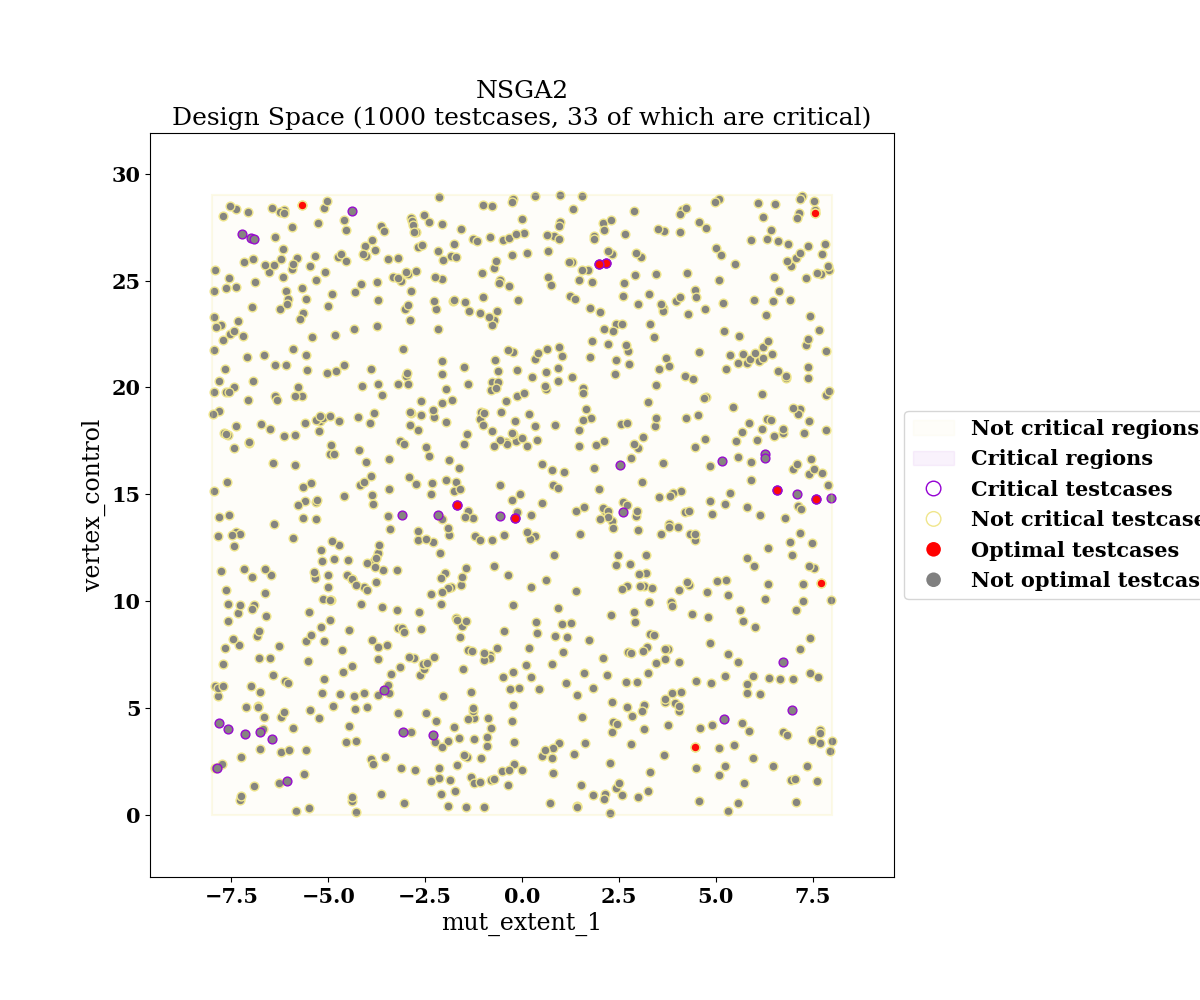 NSGA2
Design Space (1000 testcases, 33 of which are critical)
30
25
20
15
10
5
0
vertex_control
−7.5 −5.0 −2.5 0.0 2.5 5.0 7.5
mut_extent_1
Not critical regions
Critical regions
Critical testcases
Not critical testcase
Optimal testcases
Not optimal testcas